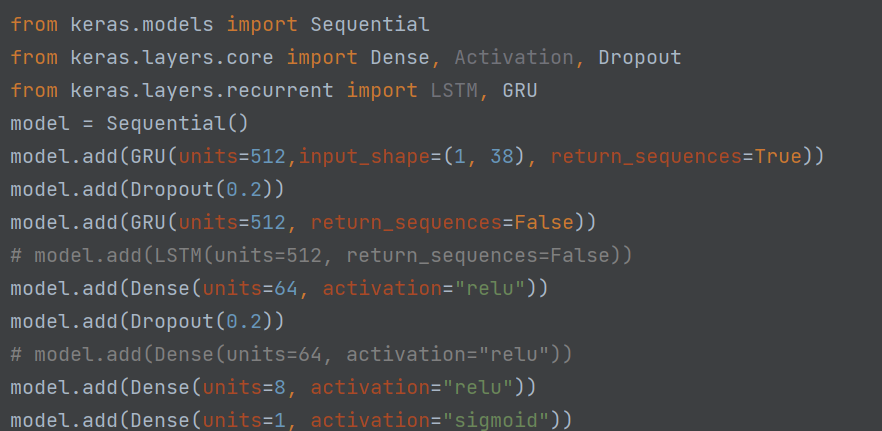 from keras.models import Sequential
from keras.layers.core import Dense, Activation, Dropout
from keras.layers.recurrent import LSTM, GRU
model = Sequential()
model.add(GRU(units=512,input_shape=(1, 38), return_sequences=True))
model.add(Dropout(0.2))
model.add(GRU(units=512, return_sequences=False))
# model.add(LSTM(units=512, return_sequences=False))
model.add(Dense(units=64, activation="relu"))
model.add(Dropout(0.2))
# model.add(Dense(units=64, activation="relu"))
model.add(Dense(units=8, activation="relu"))
model.add(Dense(units=1, activation="sigmoid"))